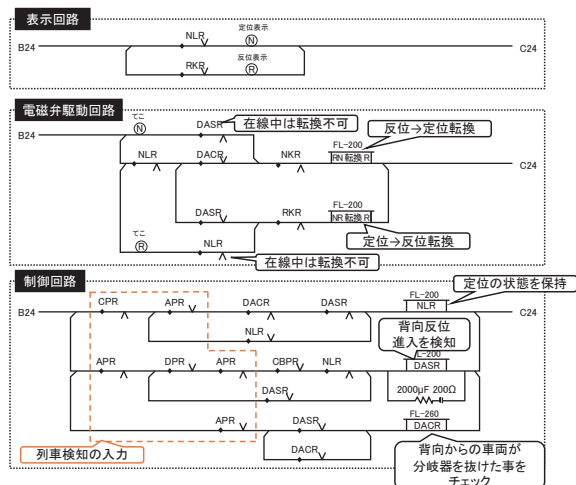 表示回路
NLR
定位表示
N
B24
C24
RKR
反位表示
R
電磁弁駆動回路
てこ
N
DASR
在線中は転換不可
反位→定位転換
B24
FL-200
NLR
DACR
NKR
RN 転換 R
C24
FL-200
DASR
RKR
NR 転換 R
てこ
R
NLR
定位→反位転換
在線中は転換不可
制御回路
定位の状態を保持
CPR
APR
DACR
DASR
FL-200
NLR
B24
C24
NLR
背向反位
進入を検知
L-200
APR
DPR
APR
CBPR
NLR
DASR
DASR
2000μF 200Ω
APR
DASR
FL-260
DACR
DACR
列車検知の入力
背向からの車両が
分岐器を抜けた事を
チェック